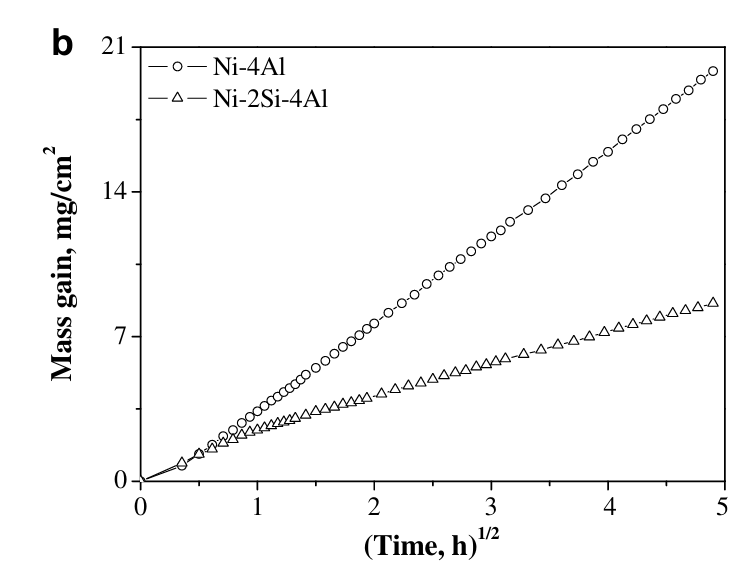 b
21
14
7
0
Mass gain, mg/cm²
Ni-4Al
Ni-2Si-4Al
0 1 2 3 4 5
(Time, h)^1/2